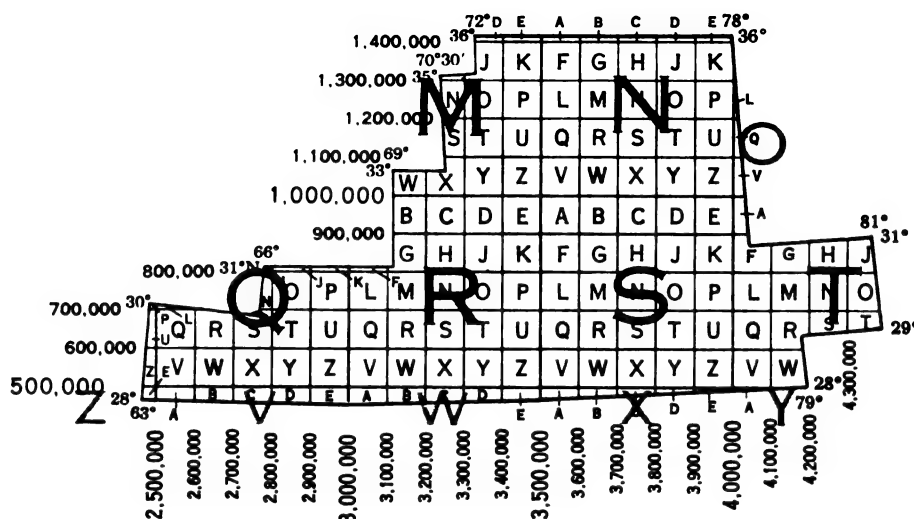 72° D E A B C D E 78°
1,400,000 36° 36°
J K F G H J K
70°30′
1,300,000 35°
M N
N O P L M N O P L
1,200,000
S T U Q R S T U Q O
1,100,000 69°
33° W X Y Z V W X Y Z V
1,000,000
B C D E A B C D E A
900,000 81°
31°
66° G H J K F G H J K F G H J
800,000 31° N J K F
Q R S T
N O P L M N O P L M N O P L M N O
700,000 30°
P L
U Q R S T U Q R S T U Q R S T U Q R S T 29°
600,000
Z E V W X Y Z V W X Y Z V W X Y Z V W
500,000 28° 28°
Z V W X Y
63° A B C D E A B C D E A B D E A 79°
2,500,000 2,600,000 2,700,000 2,800,000 2,900,000 3,000,000 3,100,000 3,200,000 3,300,000 3,400,000 3,500,000 3,600,000 3,700,000 3,800,000 3,900,000 4,000,000 4,100,000 4,200,000 4,300,000